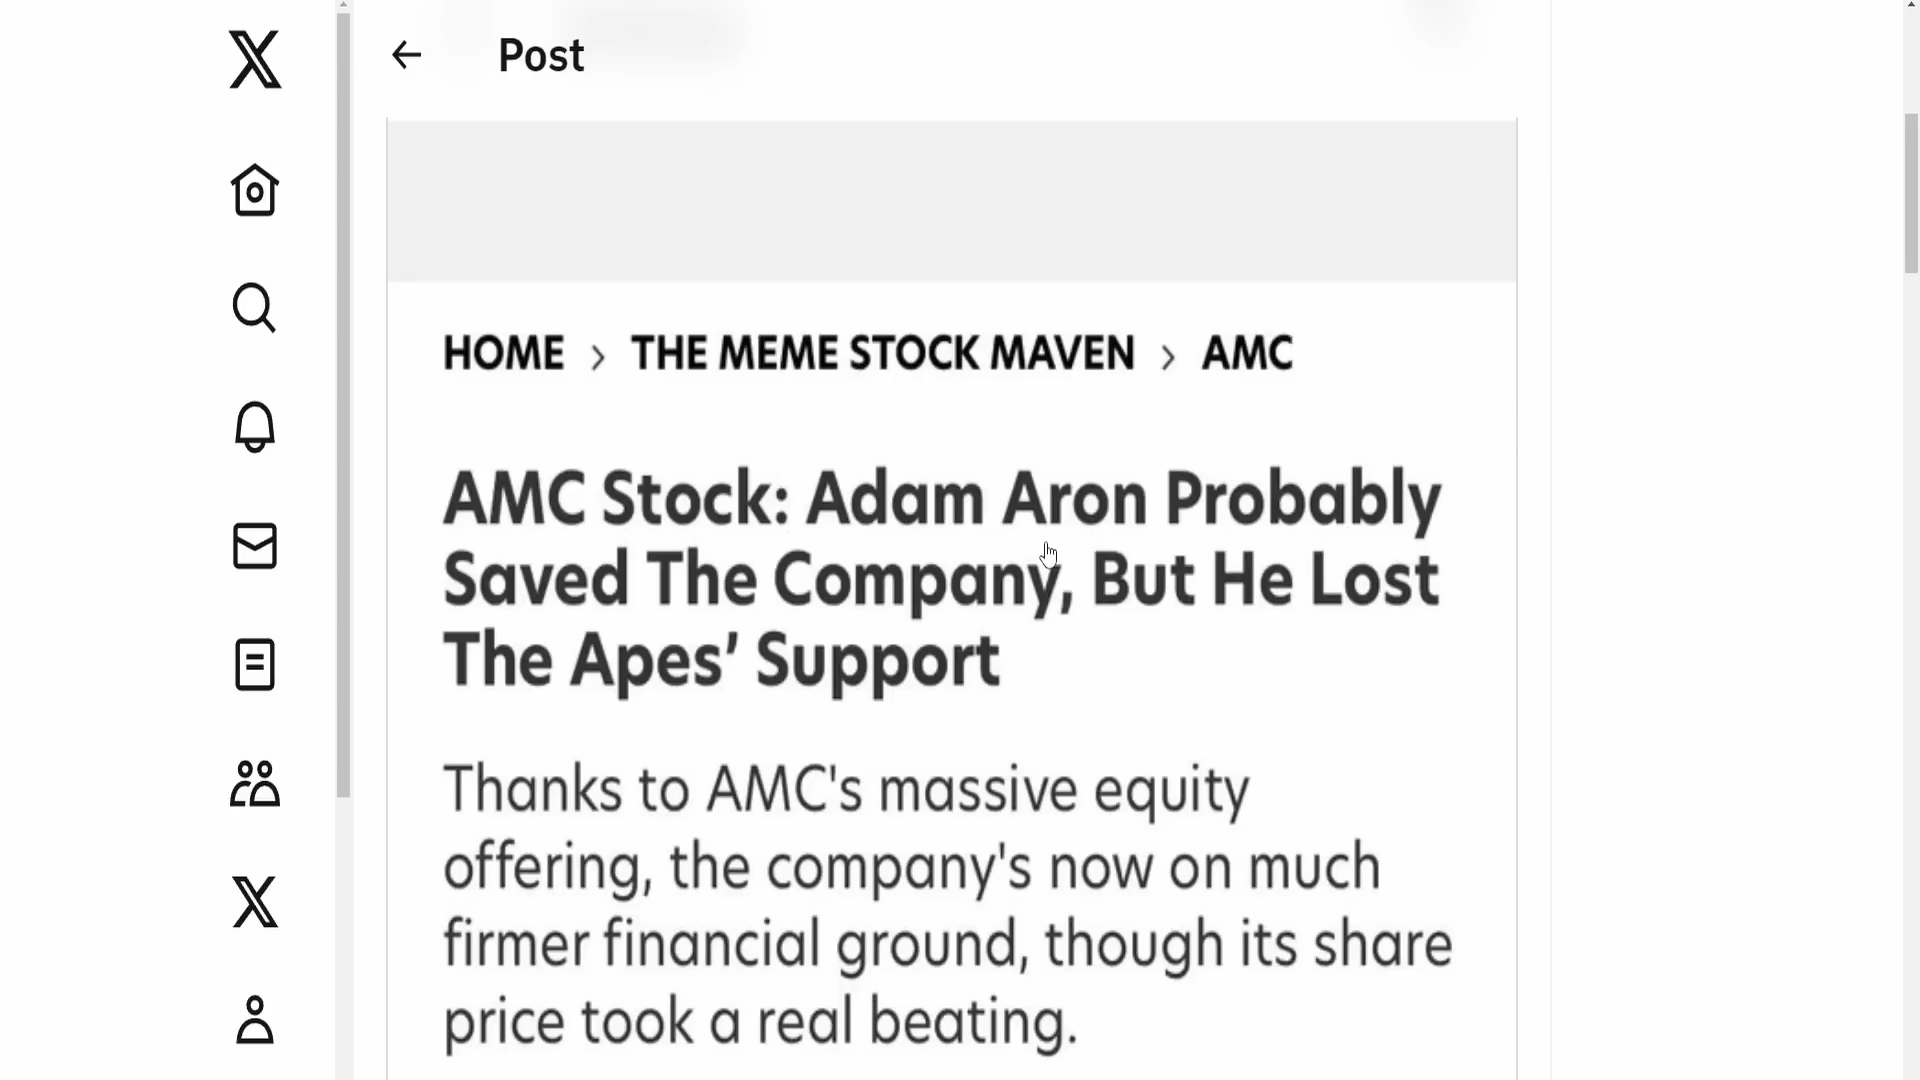 Post
HOME > THE MEME STOCK MAVEN > AMC
AMC Stock: Adam Aron Probably
Saved The Company, But He Lost
The Apes’ Support
Thanks to AMC's massive equity
offering, the company's now on much
firmer financial ground, though its share
price took a real beating.